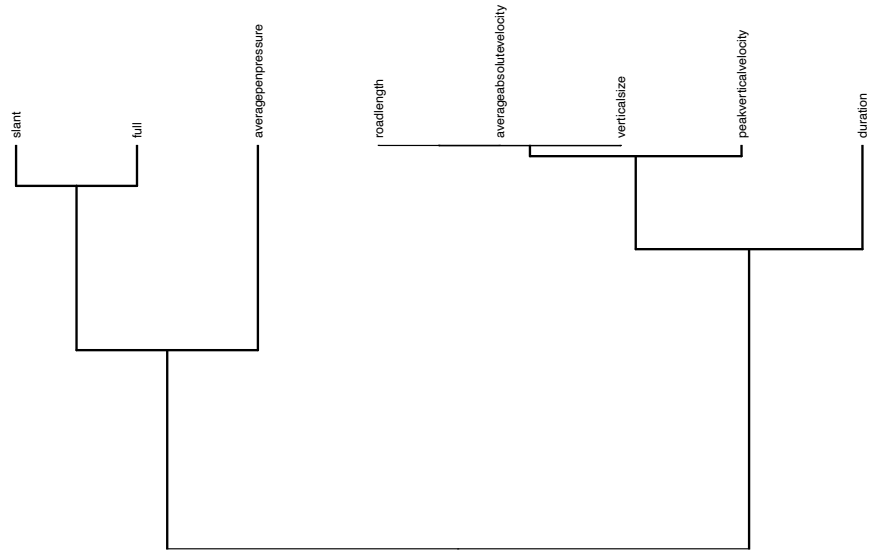 slant
full
averagepenpressure
roadlength
averageabsolutevelocity
verticalsize
peakverticalvelocity
duration